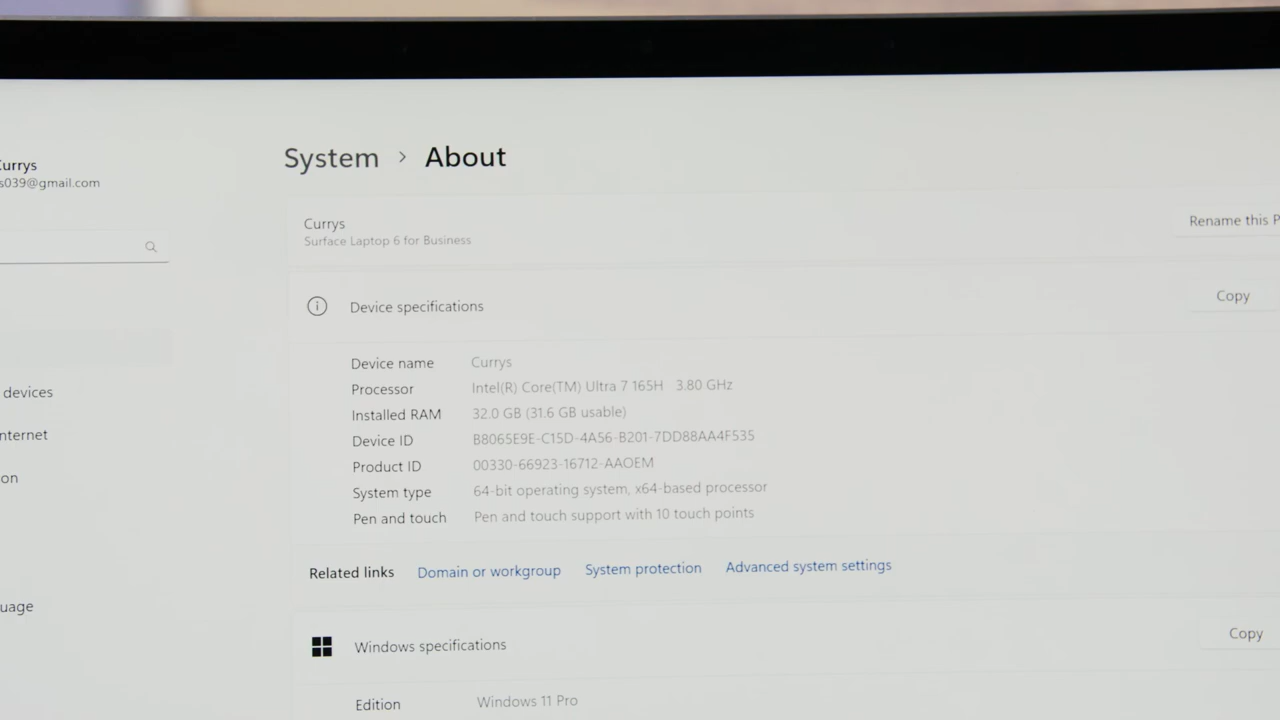 Currys
s039@gmail.com
System > About
Currys
Surface Laptop 6 for Business
Rename this P
Device specifications
Copy
Device name Currys
Processor Intel(R) Core(TM) Ultra 7 165H 3.80 GHz
Installed RAM 32.0 GB (31.6 GB usable)
Device ID B8065E9E-C15D-4A56-B201-7DD88AA4F535
Product ID 00330-66923-16712-AAOEM
System type 64-bit operating system, x64-based processor
Pen and touch Pen and touch support with 10 touch points
devices
nternet
on
uage
Related links Domain or workgroup System protection Advanced system settings
Windows specifications
Copy
Edition Windows 11 Pro